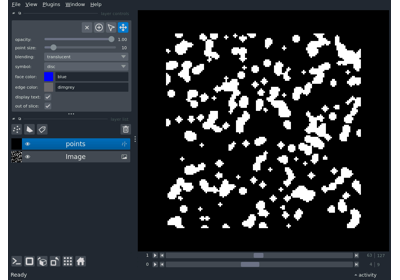 File View Plugins Window Help
opacity: 1.00
point size: 10
blending: translucent
symbol: disc
face color: blue
edge color: dimgrey
display text:
out of slice:
points
Image
1
0
Ready
activity